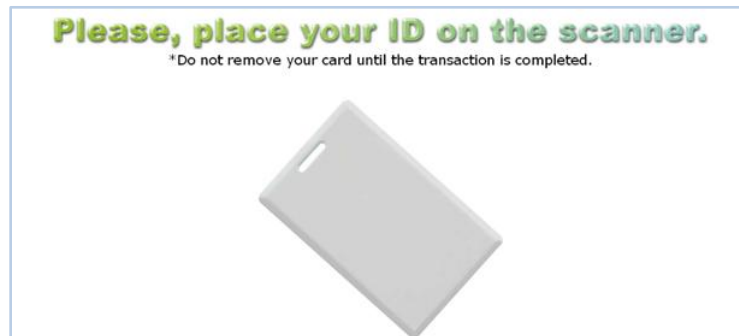 Please, place your ID on the scanner.
*Do not remove your card until the transaction is completed.